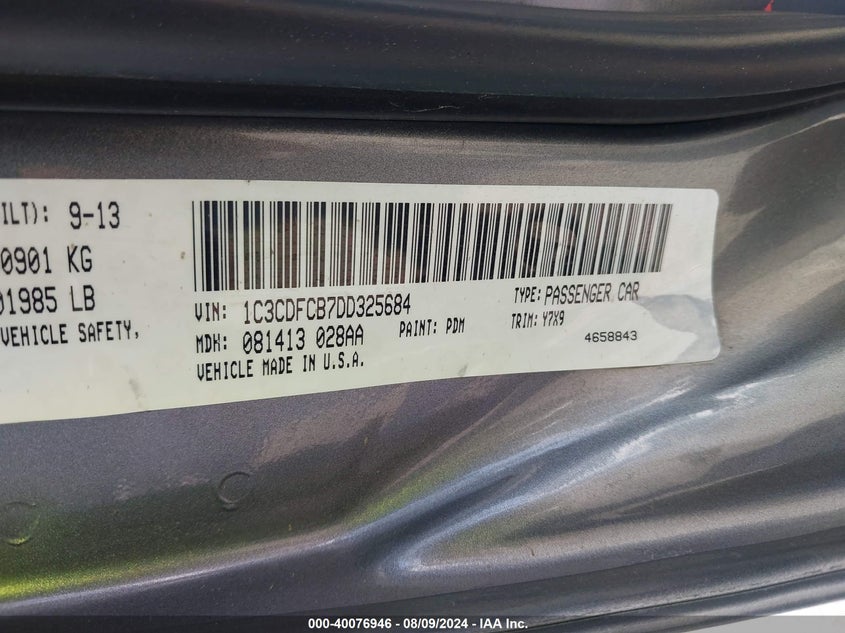 ILT): 9-13
0901 KG
01985 LB
VEHICLE SAFETY,
VIN: 1C3CDFCB7DD325684
TYPE: PASSENGER CAR
MDH: 081413 028AA
PAINT: PDM
TRIM: Y7X9
VEHICLE MADE IN U.S.A.
4658843
000-40076946 - 08/09/2024 - IAA Inc.